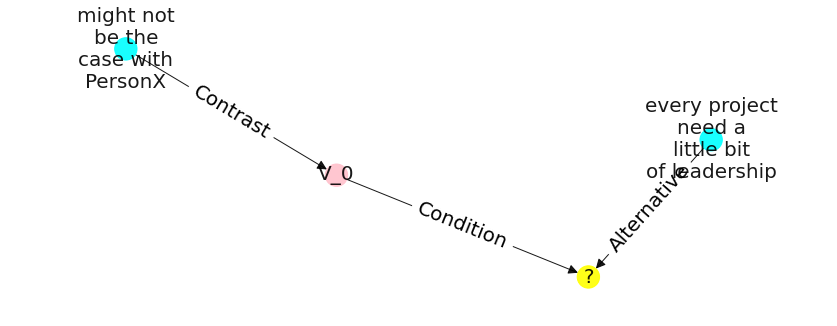 might not
be the
case with
PersonX
Contrast
V_0
Condition
every project
need a
little bit
of leadership
Alternative
?